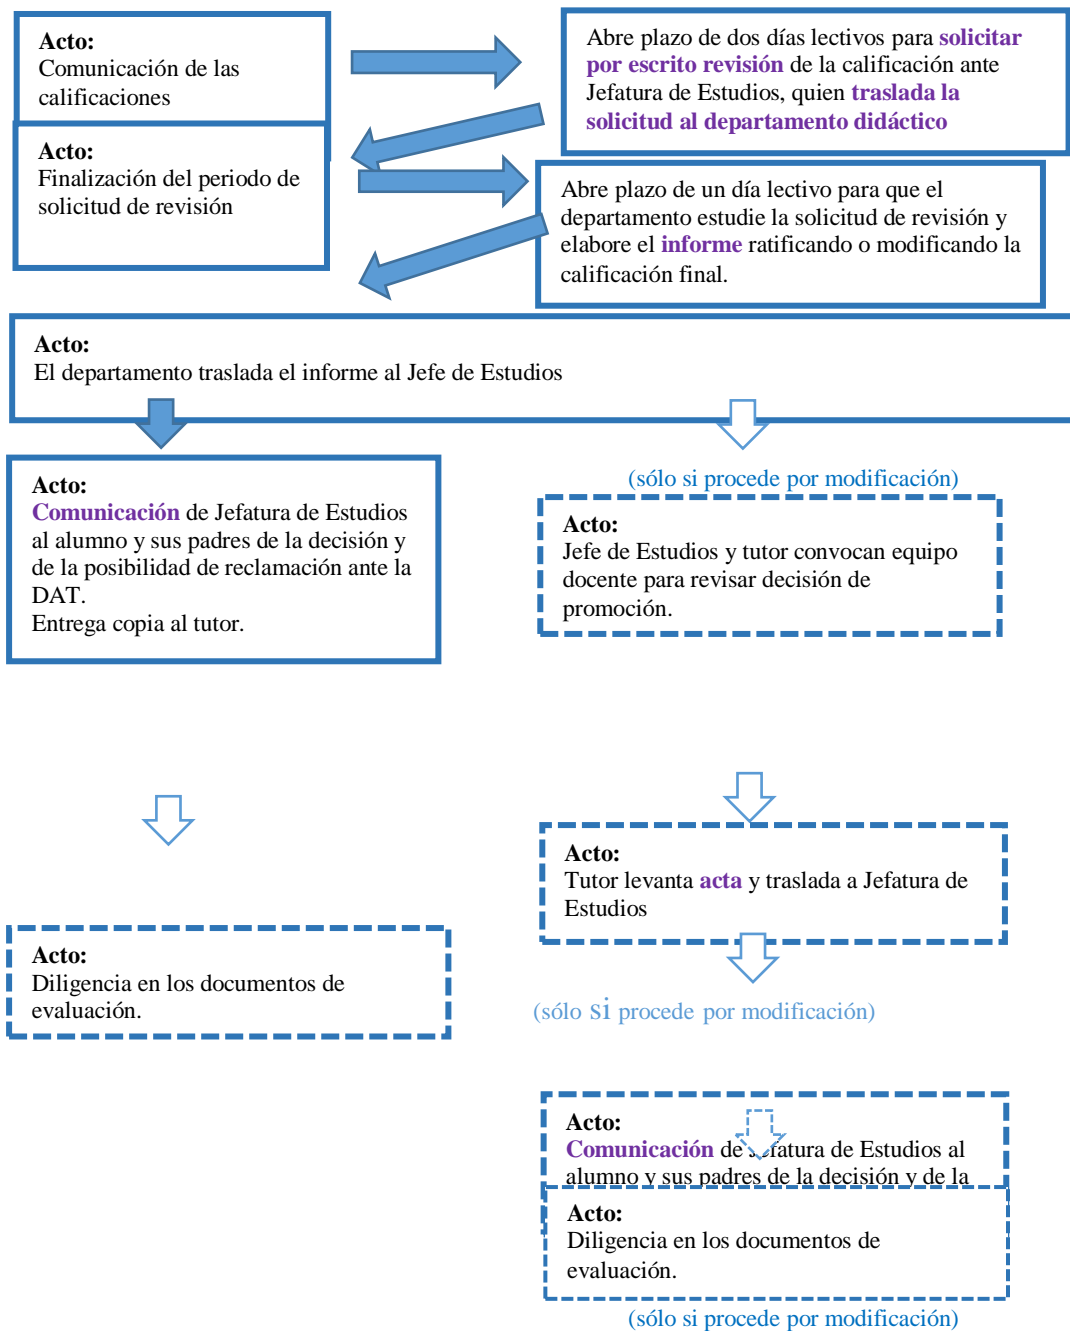 Acto:
Comunicación de las
calificaciones
Abre plazo de dos días lectivos para solicitar
por escrito revisión de la calificación ante
Jefatura de Estudios, quien traslada la
solicitud al departamento didáctico
Acto:
Finalización del periodo de
solicitud de revisión
Abre plazo de un día lectivo para que el
departamento estudie la solicitud de revisión y
elabore el informe ratificando o modificando la
calificación final.
Acto:
El departamento traslada el informe al Jefe de Estudios
Acto:
Comunicación de Jefatura de Estudios
al alumno y sus padres de la decisión y
de la posibilidad de reclamación ante la
DAT.
Entrega copia al tutor.
(sólo si procede por modificación)
Acto:
Jefe de Estudios y tutor convocan equipo
docente para revisar decisión de
promoción.
Acto:
Tutor levanta acta y traslada a Jefatura de
Estudios
Acto:
Diligencia en los documentos de
evaluación.
(sólo si procede por modificación)
Acto:
Comunicación de Jefatura de Estudios al
alumno y sus padres de la decisión y de la
Acto:
Diligencia en los documentos de
evaluación.
(sólo si procede por modificación)